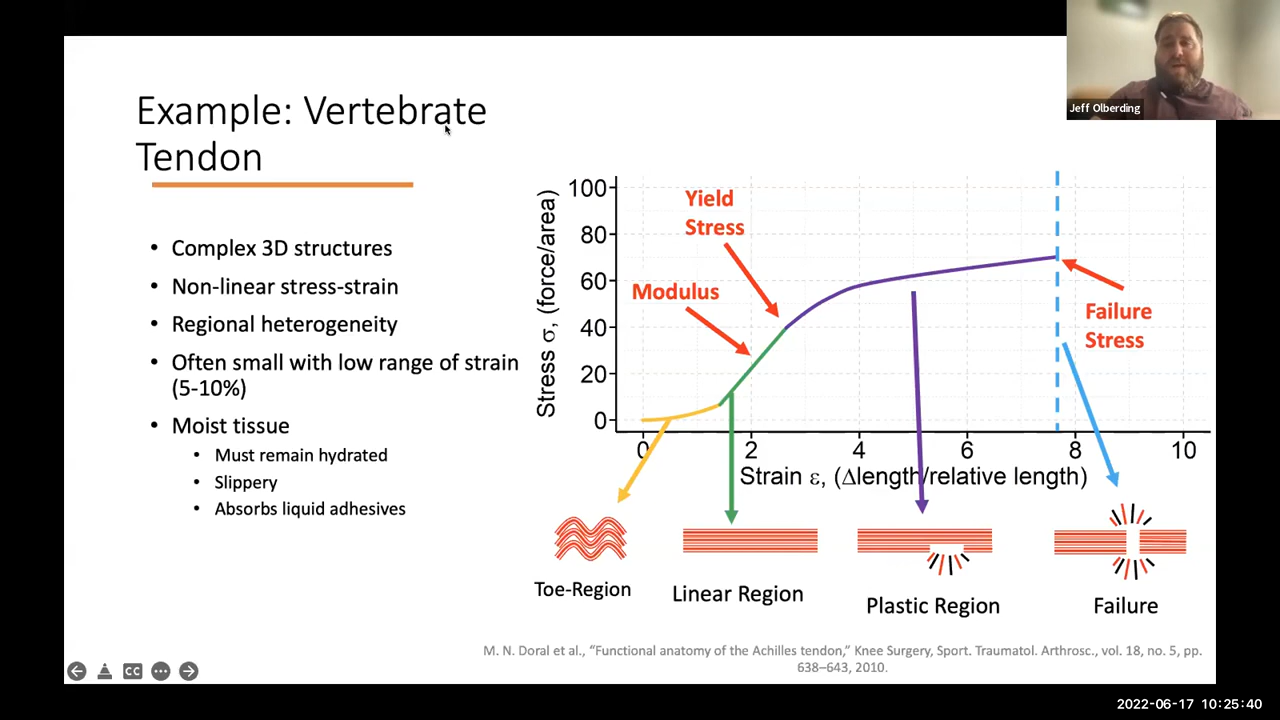 Jeff Olberding
Example: Vertebrate
Tendon
• Complex 3D structures
• Non-linear stress-strain
• Regional heterogeneity
• Often small with low range of strain
(5-10%)
• Moist tissue
• Must remain hydrated
• Slippery
• Absorbs liquid adhesives
Stress σ, (force/area)
100
80
60
40
20
0
Yield
Stress
Modulus
Failure
Stress
0 2 4 6 8 10
Strain ε, (Δlength/relative length)
Toe-Region
Linear Region
Plastic Region
Failure
M. N. Doral et al., “Functional anatomy of the Achilles tendon,” Knee Surgery, Sport. Traumatol. Arthrosc., vol. 18, no. 5, pp.
638–643, 2010.
CC
2022-06-17 10:25:40